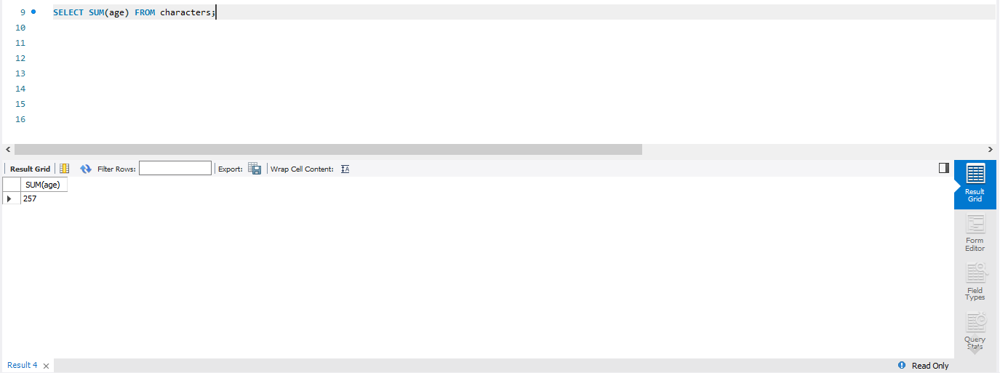 9 SELECT SUM(age) FROM characters;
10
11
12
13
14
15
16
Result Grid Filter Rows: Export: Wrap Cell Content: IA
SUM(age)
257
Result
Grid
Form
Editor
Field
Types
Query
Stats
Result 4 × Read Only